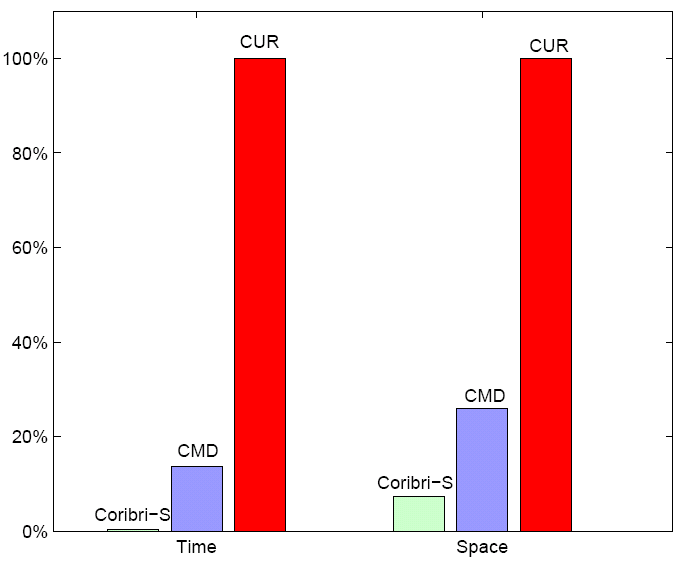 CUR
CUR
100%
80%
60%
40%
CMD
20%
CMD
Coribri−S
Coribri−S
0%
Time
Space